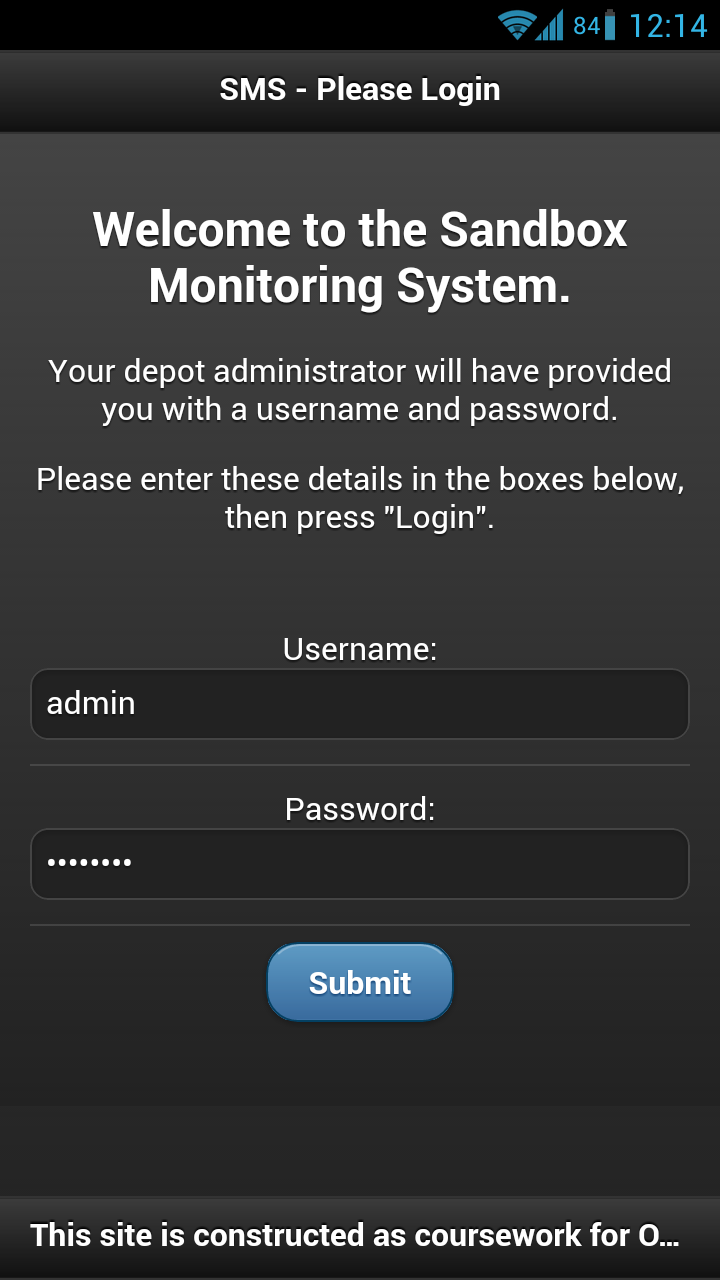 84 12:14
SMS - Please Login
Welcome to the Sandbox
Monitoring System.
Your depot administrator will have provided
you with a username and password.
Please enter these details in the boxes below,
then press "Login".
Username:
admin
Password:
••••••••
Submit
This site is constructed as coursework for O...